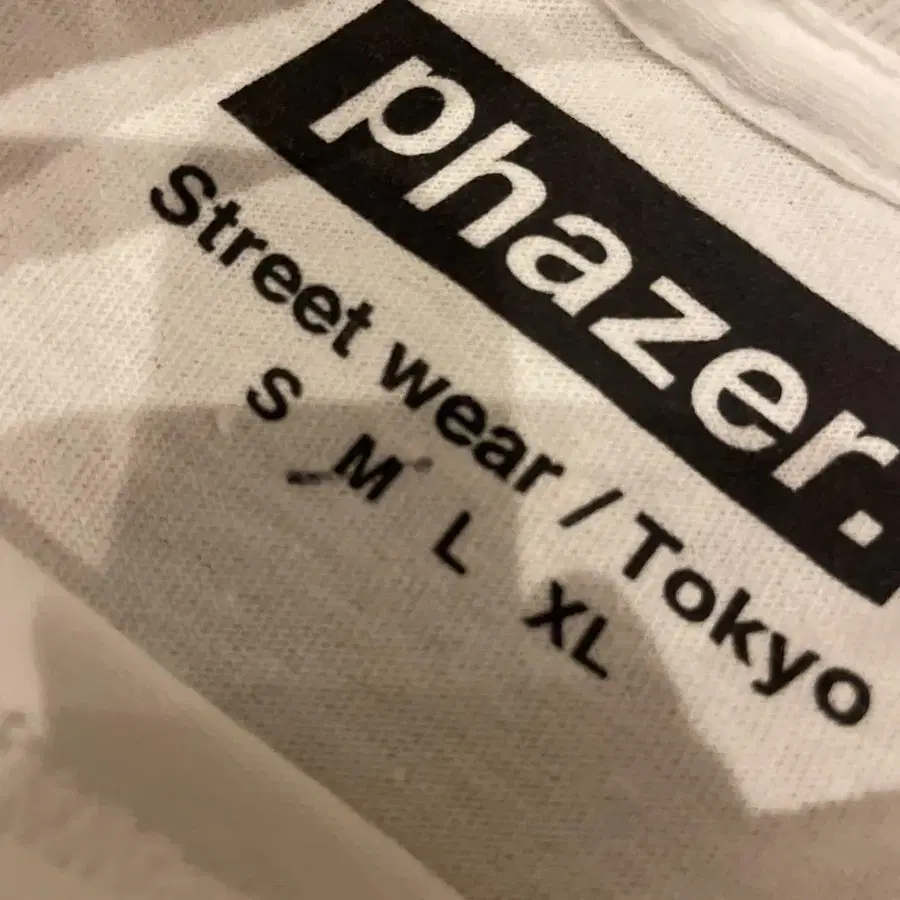 phazer.
Street wear / Tokyo
S M L XL